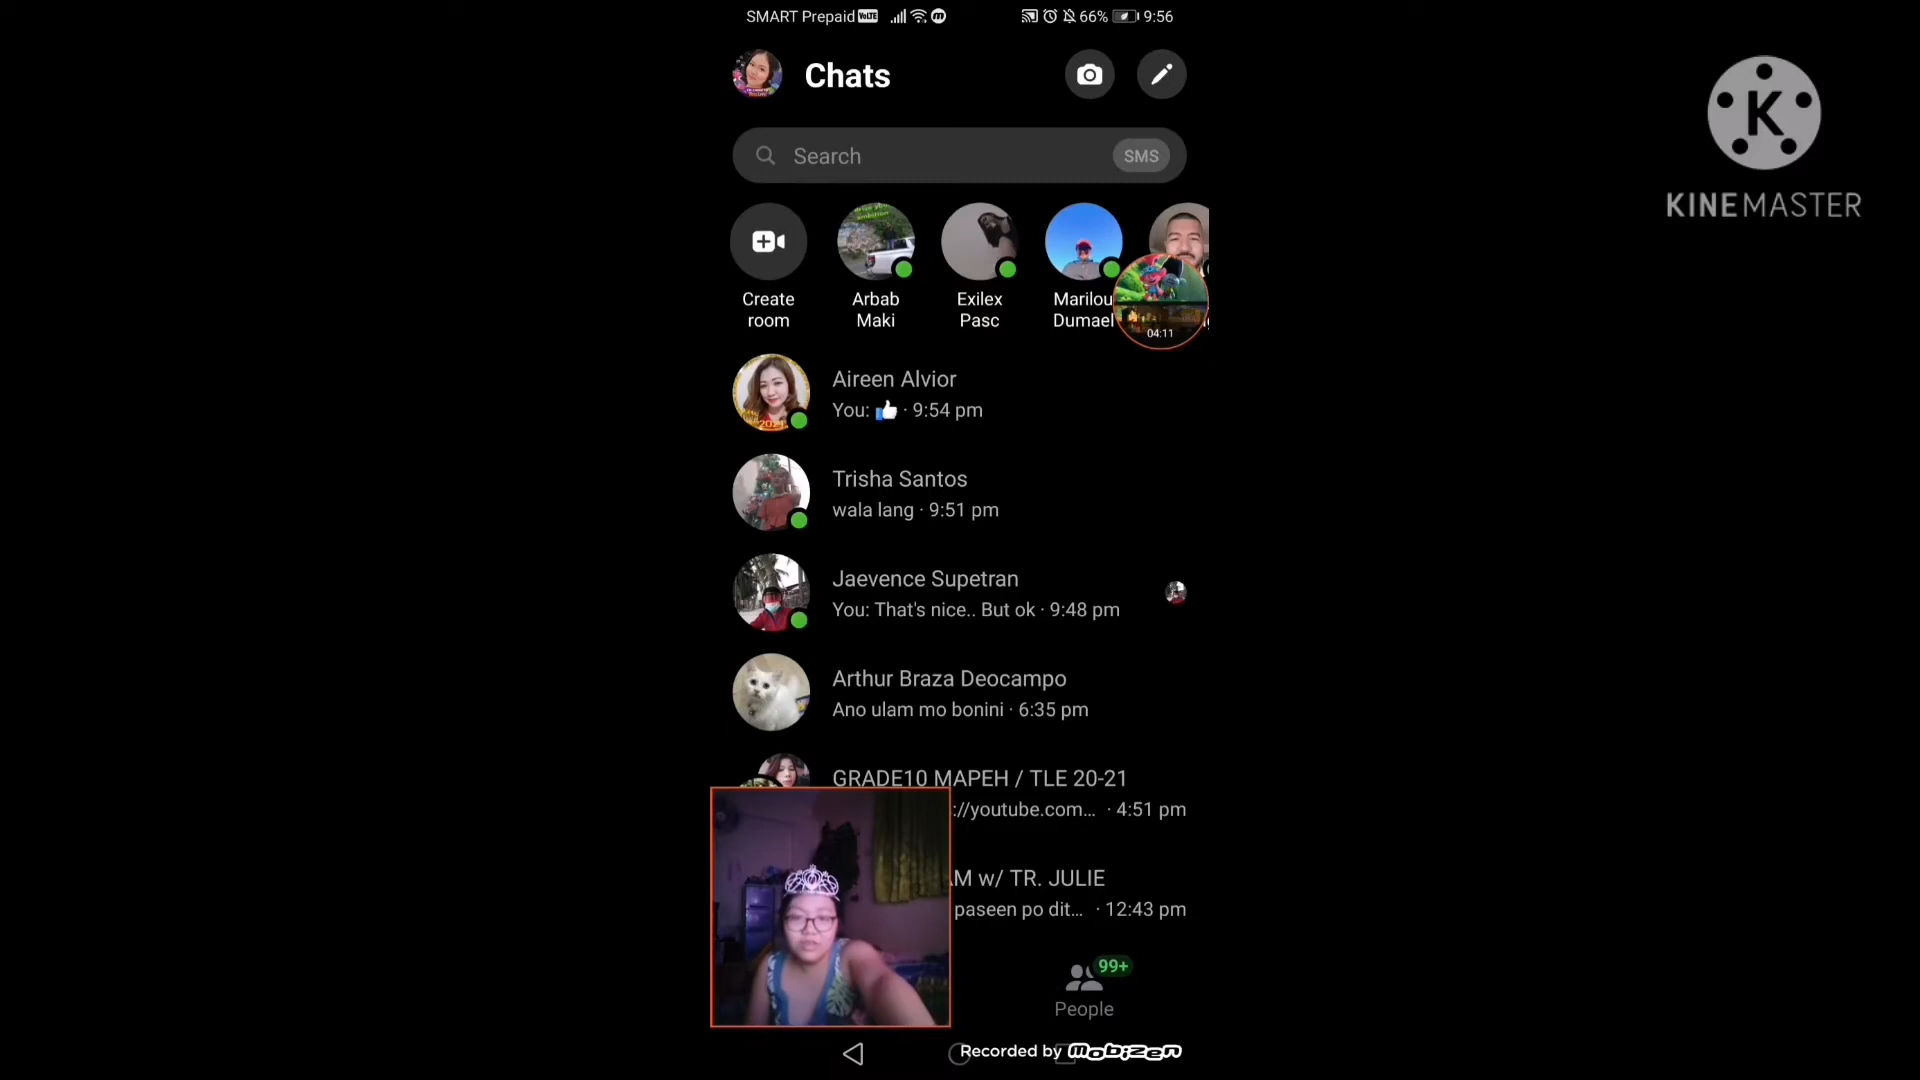 SMART Prepaid VoLTE 66% 9:56
Chats
KINEMASTER
Search SMS
Create room
Arbab Maki
Exilex Pasc
Marilou Dumael
04:11
Aireen Alvior
You: 👍 · 9:54 pm
Trisha Santos
wala lang · 9:51 pm
Jaevence Supetran
You: That's nice.. But ok · 9:48 pm
Arthur Braza Deocampo
Ano ulam mo bonini · 6:35 pm
GRADE10 MAPEH / TLE 20-21
://youtube.com... · 4:51 pm
w/ TR. JULIE
paseen po dit... · 12:43 pm
99+
People
Recorded by mobizen